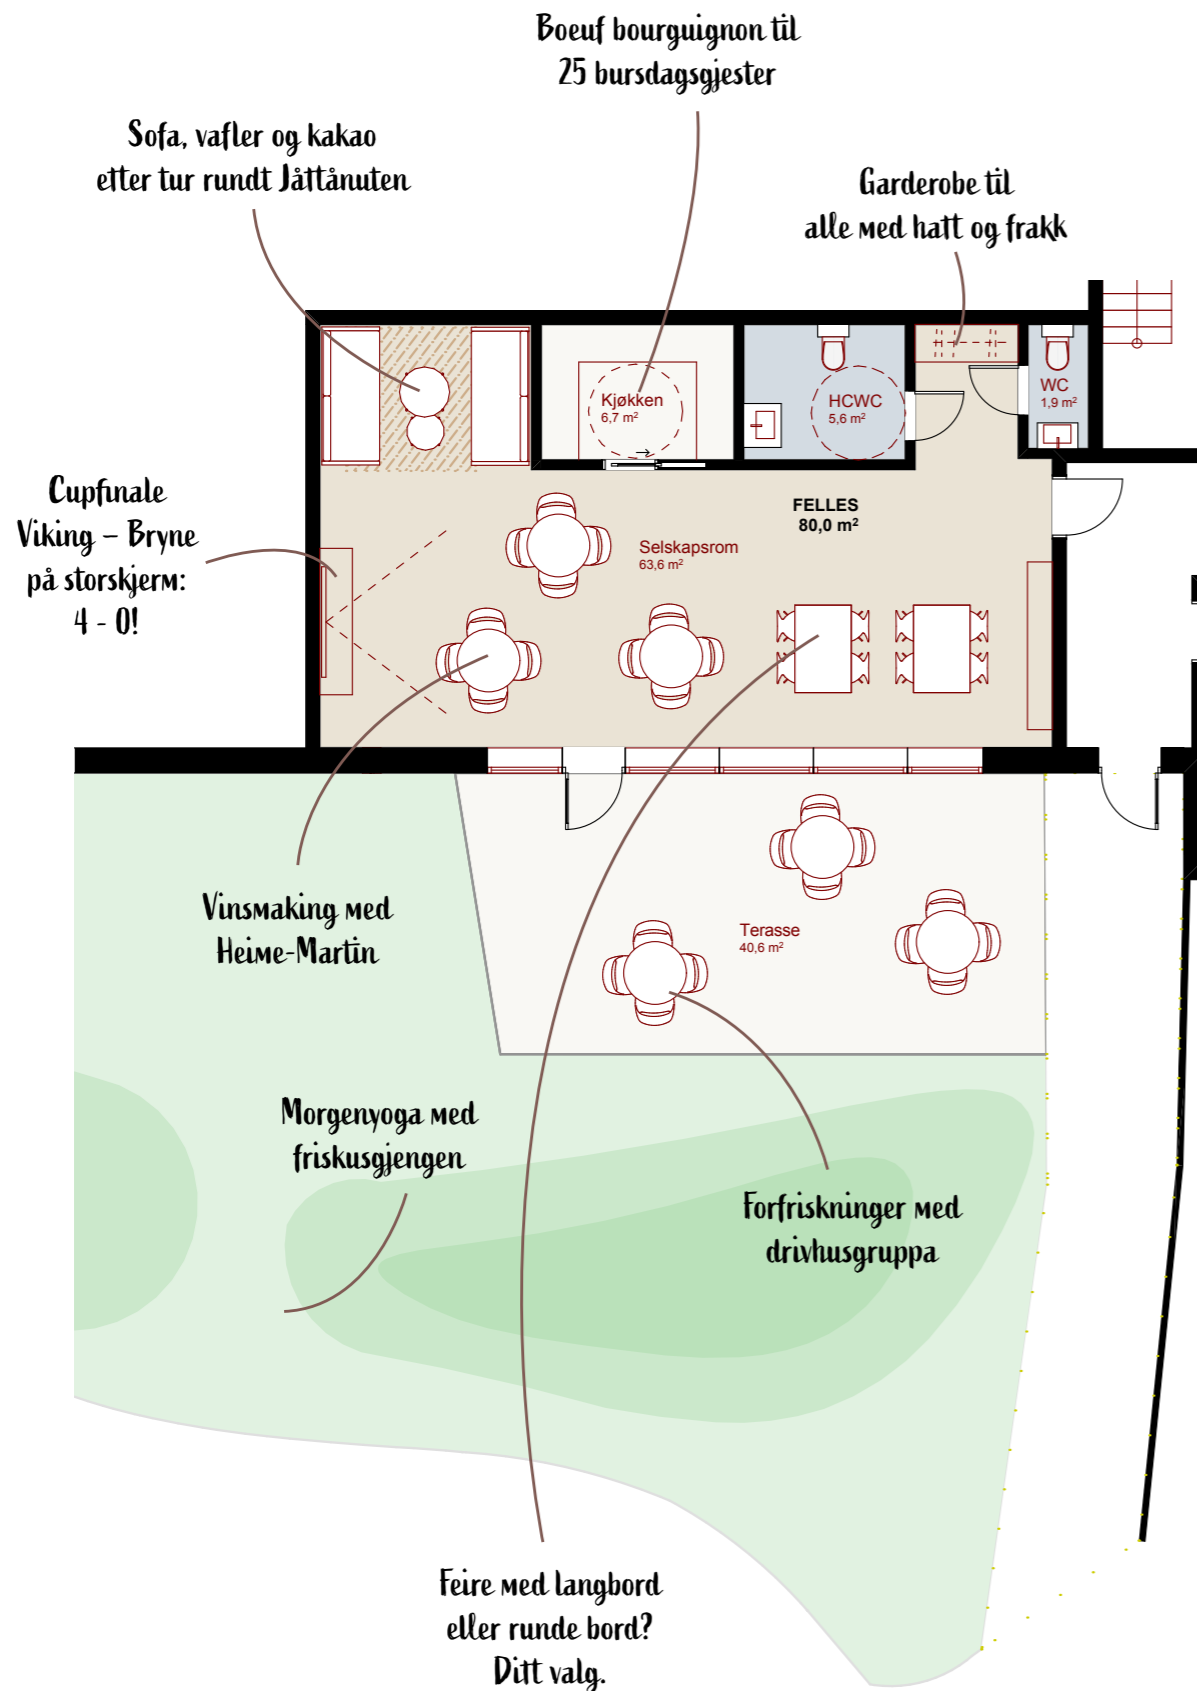 Boeuf bourguignon til
25 bursdagsgjester
Sofa, vafler og kakao
etter tur rundt Jåttånuten
Garderobe til
alle med hatt og frakk
Kjøkken
6,7 m²
HCWC
5,6 m²
WC
1,9 m²
Cupfinale
Viking – Bryne
på storskjerm:
4 - 0!
FELLES
80,0 m²
Selskapsrom
63,6 m²
Vinsmaking med
Heime-Martin
Terasse
40,6 m²
Morgenyoga med
friskusgjengen
Forfriskninger med
drivhusgruppa
Feire med langbord
eller runde bord?
Ditt valg.